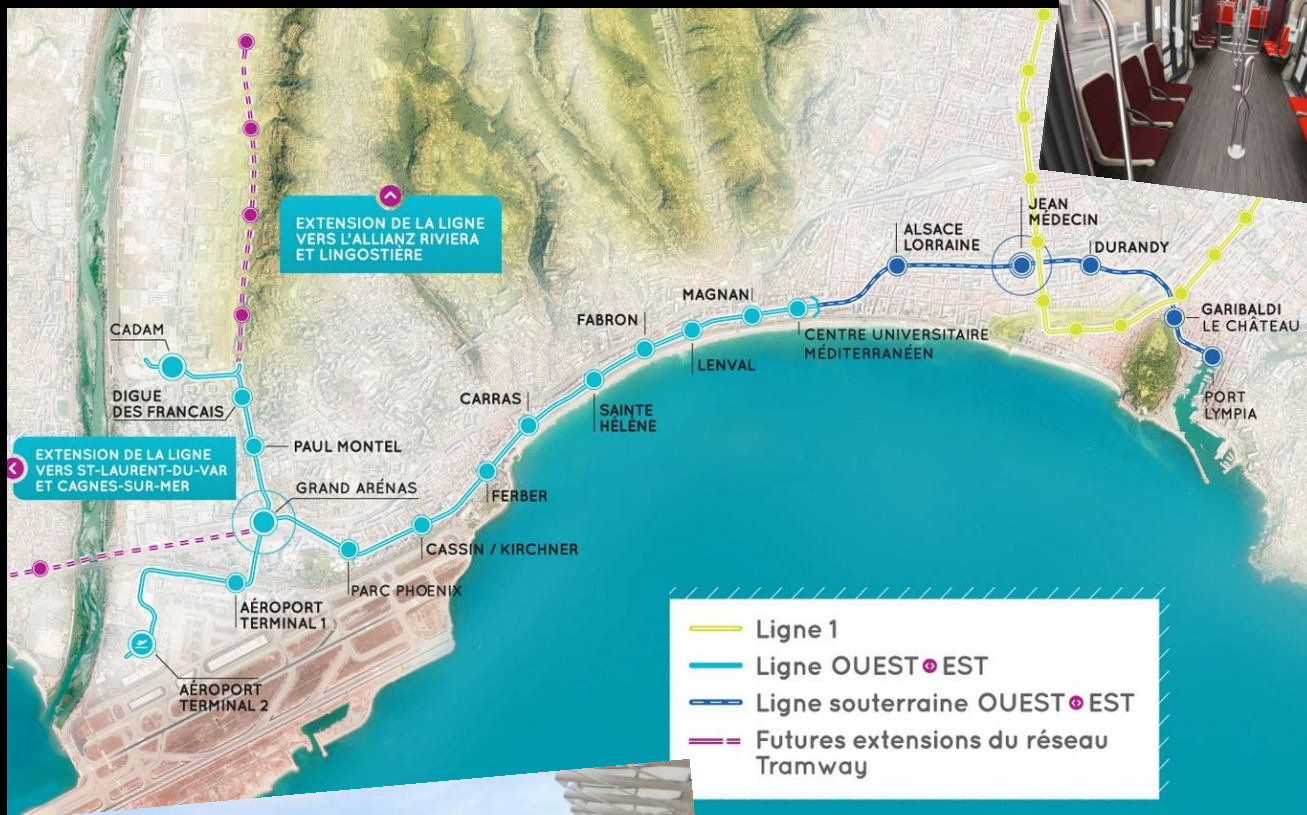 EXTENSION DE LA LIGNE
VERS L'ALLIANZ RIVIERA
ET LINGOSTIÈRE
JEAN
MÉDECIN
ALSACE
LORRAINE
DURANDY
MAGNAN
GARIBALDI
LE CHÂTEAU
FABRON
CADAM
CENTRE UNIVERSITAIRE
MÉDITERRANÉEN
LENVAL
DIGUE
DES FRANCAIS
CARRAS
SAINTE
HÉLÈNE
PORT
LYMPIA
PAUL MONTEL
EXTENSION DE LA LIGNE
VERS ST-LAURENT-DU-VAR
ET CAGNES-SUR-MER
GRAND ARÉNAS
FERBER
CASSIN / KIRCHNER
PARC PHOENIX
AÉROPORT
TERMINAL 1
AÉROPORT
TERMINAL 2
Ligne 1
Ligne OUEST EST
Ligne souterraine OUEST EST
Futures extensions du réseau
Tramway